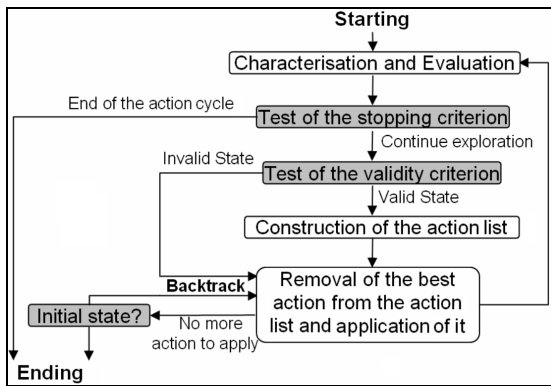 Starting
Characterisation and Evaluation
End of the action cycle
Test of the stopping criterion
Continue exploration
Invalid State
Test of the validity criterion
Valid State
Construction of the action list
Backtrack
Removal of the best
action from the action
list and application of it
Initial state?
No more
action to apply
Ending